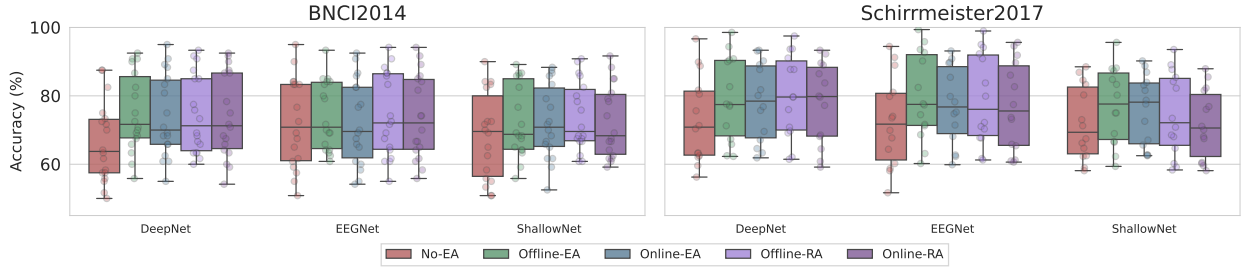 BNCI2014
Schirrmeister2017
Accuracy (%)
100
80
60
DeepNet
EEGNet
ShallowNet
DeepNet
EEGNet
ShallowNet
No-EA
Offline-EA
Online-EA
Offline-RA
Online-RA